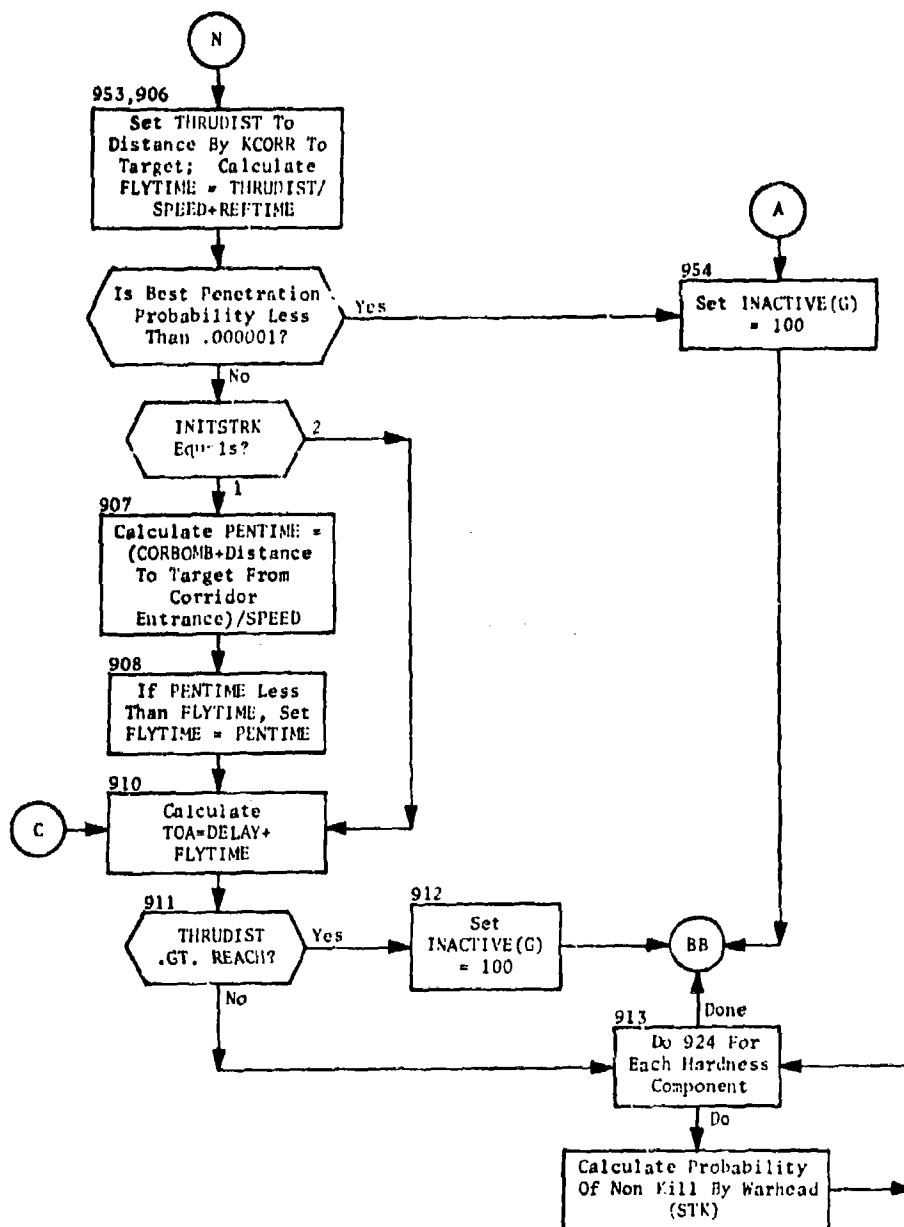 N
953,906
Set THRUDIST To
Distance By KCORR To
Target; Calculate
FLYTIME = THRUDIST/
SPEED+REFTIME
A
954
Set INACTIVE(G)
= 100
Is Best Penetration
Probability Less
Than .000001?
Yes
No
INITSTRK
Equals?
2
1
907
Calculate PENTIME =
(CORBOMB+Distance
To Target From
Corridor
Entrance)/SPEED
908
If PENTIME Less
Than FLYTIME, Set
FLYTIME = PENTIME
910
C
Calculate
TOA=DELAY+
FLYTIME
911
THRUDIST
.GT. REACH?
Yes
No
912
Set
INACTIVE(G)
= 100
BB
Done
913
Do 924 For
Each Hardness
Component
Do
Calculate Probability
Of Non Kill By Warhead
(STK)